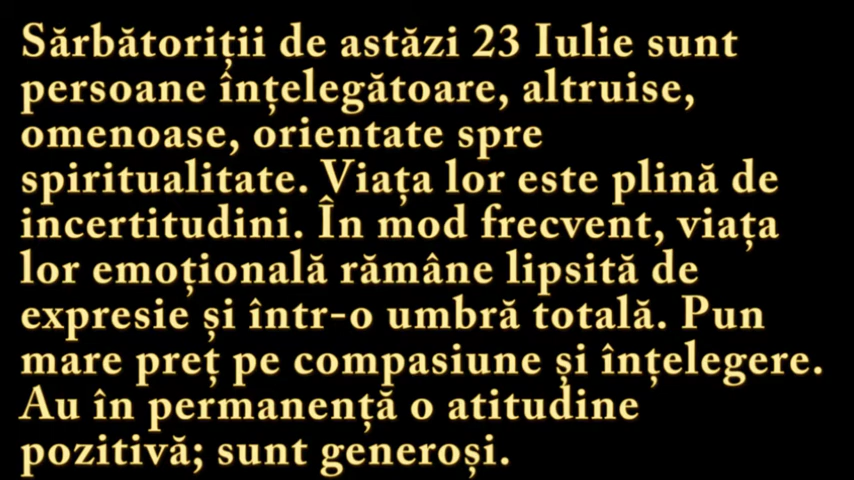 Sărbătoriții de astăzi 23 Iulie sunt
persoane înțelegătoare, altruise,
omenoase, orientate spre
spiritualitate. Viața lor este plină de
incertitudini. În mod frecvent, viața
lor emoțională rămâne lipsită de
expresie și într-o umbră totală. Pun
mare preț pe compasiune și înțelegere.
Au în permanență o atitudine
pozitivă; sunt generoși.